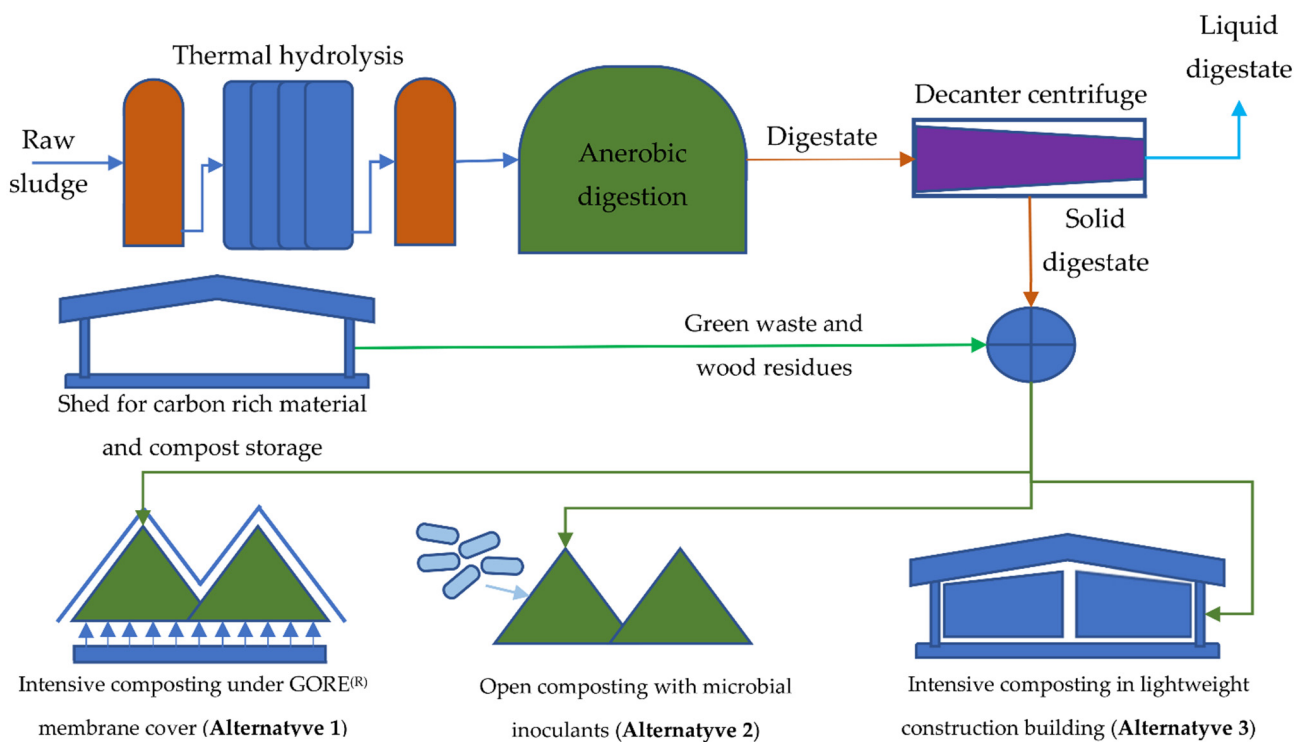 Thermal hydrolysis
Liquid
digestate
Decanter centrifuge
Raw
sludge
Anerobic
digestion
Digestate
Solid
digestate
Green waste and
wood residues
Shed for carbon rich material
and compost storage
Intensive composting under GORE(R)
membrane cover (Alternatyve 1)
Open composting with microbial
inoculants (Alternatyve 2)
Intensive composting in lightweight
construction building (Alternatyve 3)